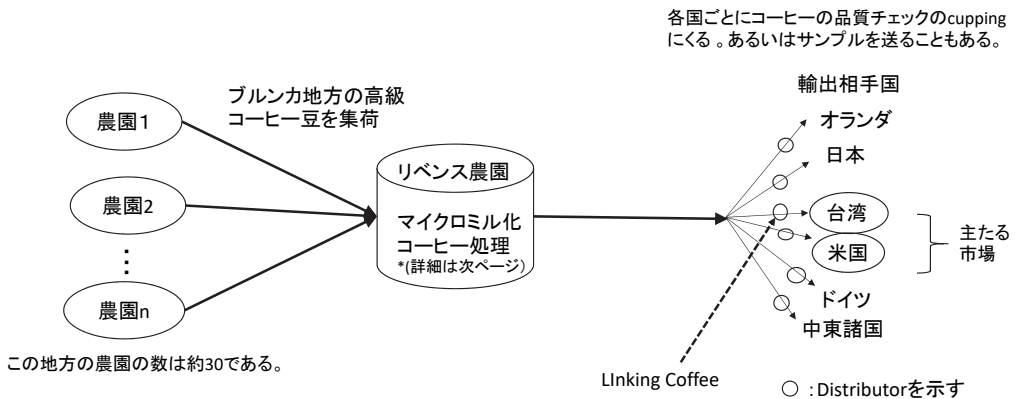 各国ごとにコーヒーの品質チェックのcupping
にくる 。あるいはサンプルを送ることもある。
輸出相手国
ブルンカ地方の高級
コーヒー豆を集荷
農園１
農園2
⋮
農園n
この地方の農園の数は約30である。
リベンス農園
マイクロミル化
コーヒー処理
*(詳細は次ページ）
オランダ
日本
台湾
米国
ドイツ
中東諸国
主たる
市場
LInking Coffee
○ ：Distributorを示す